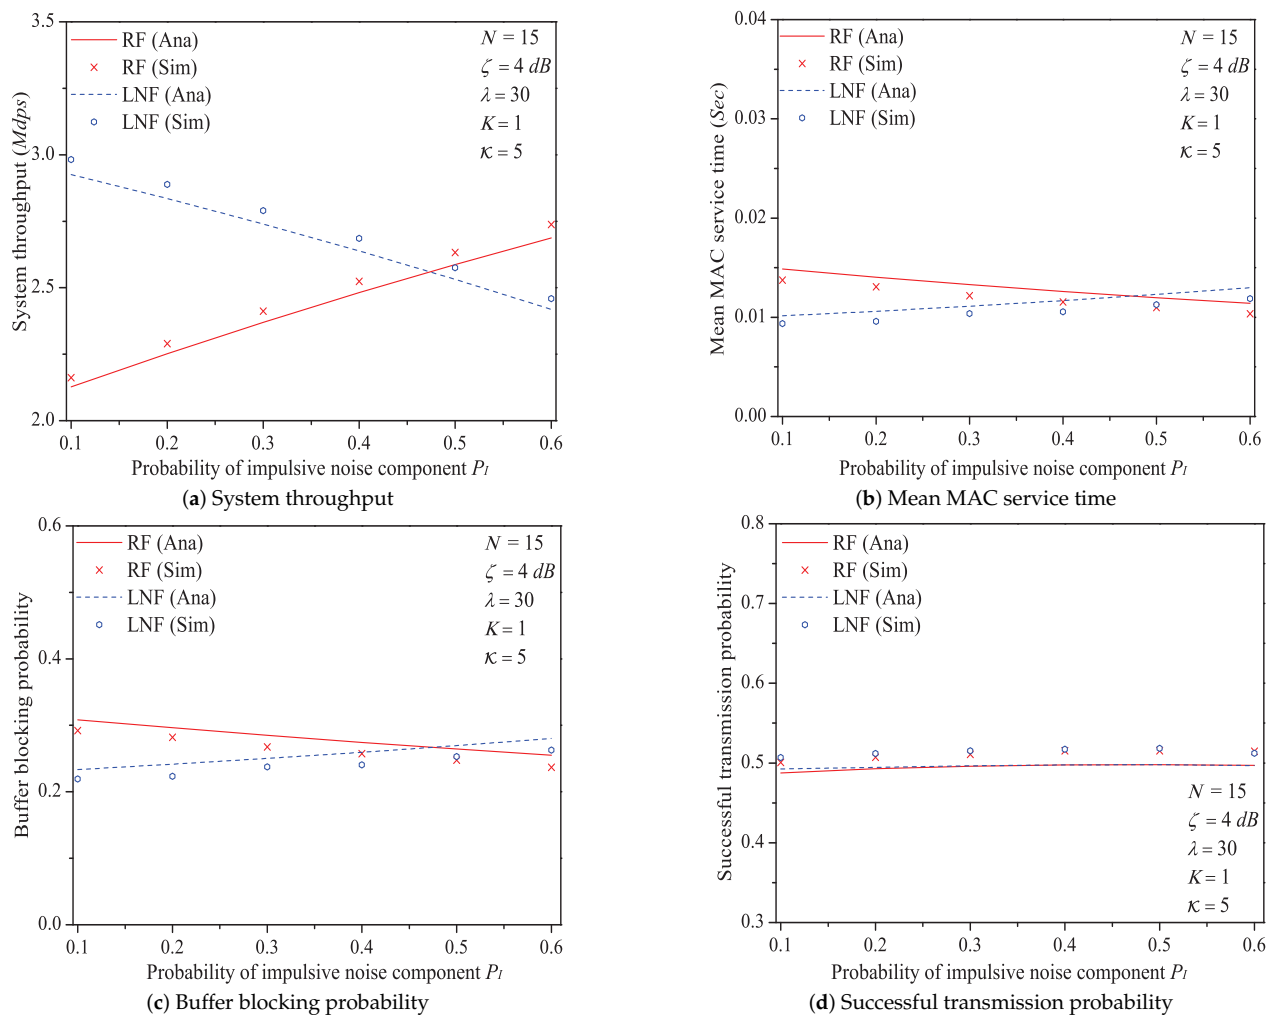 3.5
3.0
2.5
2.0
System throughput (Mdps)
RF (Ana)
RF (Sim)
LNF (Ana)
LNF (Sim)
N = 15
ζ = 4 dB
λ = 30
K = 1
κ = 5
0.1 0.2 0.3 0.4 0.5 0.6
Probability of impulsive noise component P_I
(a) System throughput
0.04
0.03
0.02
0.01
0.00
Mean MAC service time (Sec)
RF (Ana)
RF (Sim)
LNF (Ana)
LNF (Sim)
N = 15
ζ = 4 dB
λ = 30
K = 1
κ = 5
0.1 0.2 0.3 0.4 0.5 0.6
Probability of impulsive noise component P_I
(b) Mean MAC service time
0.6
0.4
0.2
0.0
Buffer blocking probability
RF (Ana)
RF (Sim)
LNF (Ana)
LNF (Sim)
N = 15
ζ = 4 dB
λ = 30
K = 1
κ = 5
0.1 0.2 0.3 0.4 0.5 0.6
Probability of impulsive noise component P_I
(c) Buffer blocking probability
0.8
0.7
0.6
0.5
0.4
0.3
Successful transmission probability
RF (Ana)
RF (Sim)
LNF (Ana)
LNF (Sim)
N = 15
ζ = 4 dB
λ = 30
K = 1
κ = 5
0.1 0.2 0.3 0.4 0.5 0.6
Probability of impulsive noise component P_I
(d) Successful transmission probability